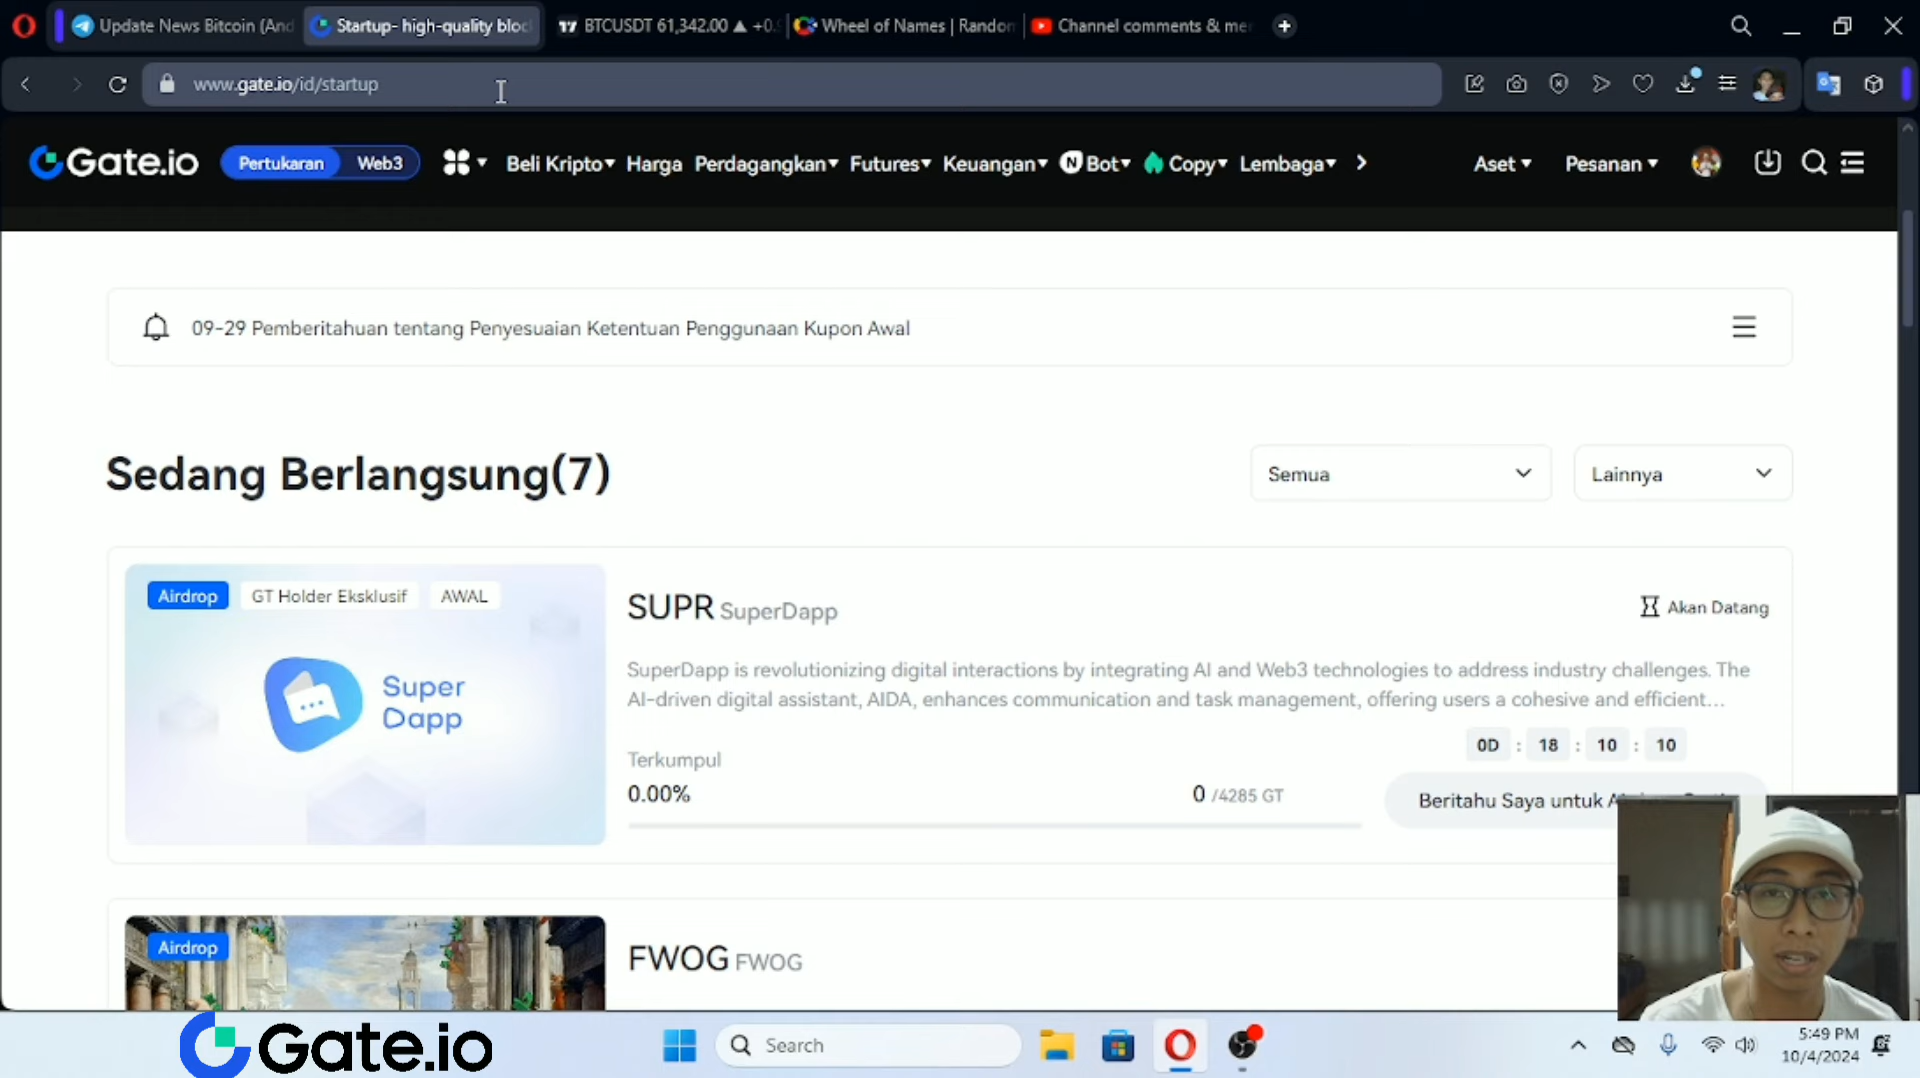 Update News Bitcoin (And
Startup- high-quality bloc
BTCUSDT 61,342.00 ▲ +0.
Wheel of Names | Random
Channel comments & me
www.gate.io/id/startup
Gate.io
Pertukaran
Web3
Beli Kripto
Harga
Perdagangkan
Futures
Keuangan
Bot
Copy
Lembaga
Aset
Pesanan
09-29 Pemberitahuan tentang Penyesuaian Ketentuan Penggunaan Kupon Awal
Sedang Berlangsung(7)
Semua
Lainnya
Airdrop
GT Holder Eksklusif
AWAL
Super
Dapp
SUPR SuperDapp
Akan Datang
SuperDapp is revolutionizing digital interactions by integrating AI and Web3 technologies to address industry challenges. The
AI-driven digital assistant, AIDA, enhances communication and task management, offering users a cohesive and efficient...
0D : 18 : 10 : 10
Terkumpul
0.00%
0 /4285 GT
Beritahu Saya untuk
Airdrop
FWOG FWOG
Gate.io
Search
5:49 PM
10/4/2024